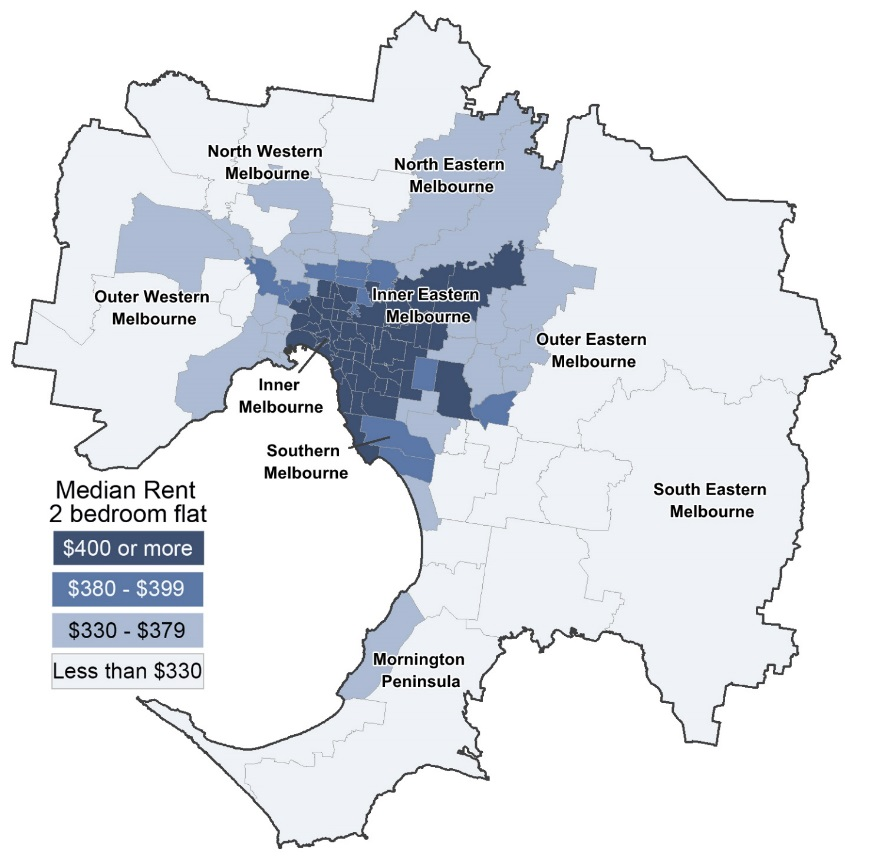 North Western
Melbourne
North Eastern
Melbourne
Outer Western
Melbourne
Inner Eastern
Melbourne
Outer Eastern
Melbourne
Inner
Melbourne
Southern
Melbourne
South Eastern
Melbourne
Mornington
Peninsula
Median Rent
2 bedroom flat
$400 or more
$380 - $399
$330 - $379
Less than $330